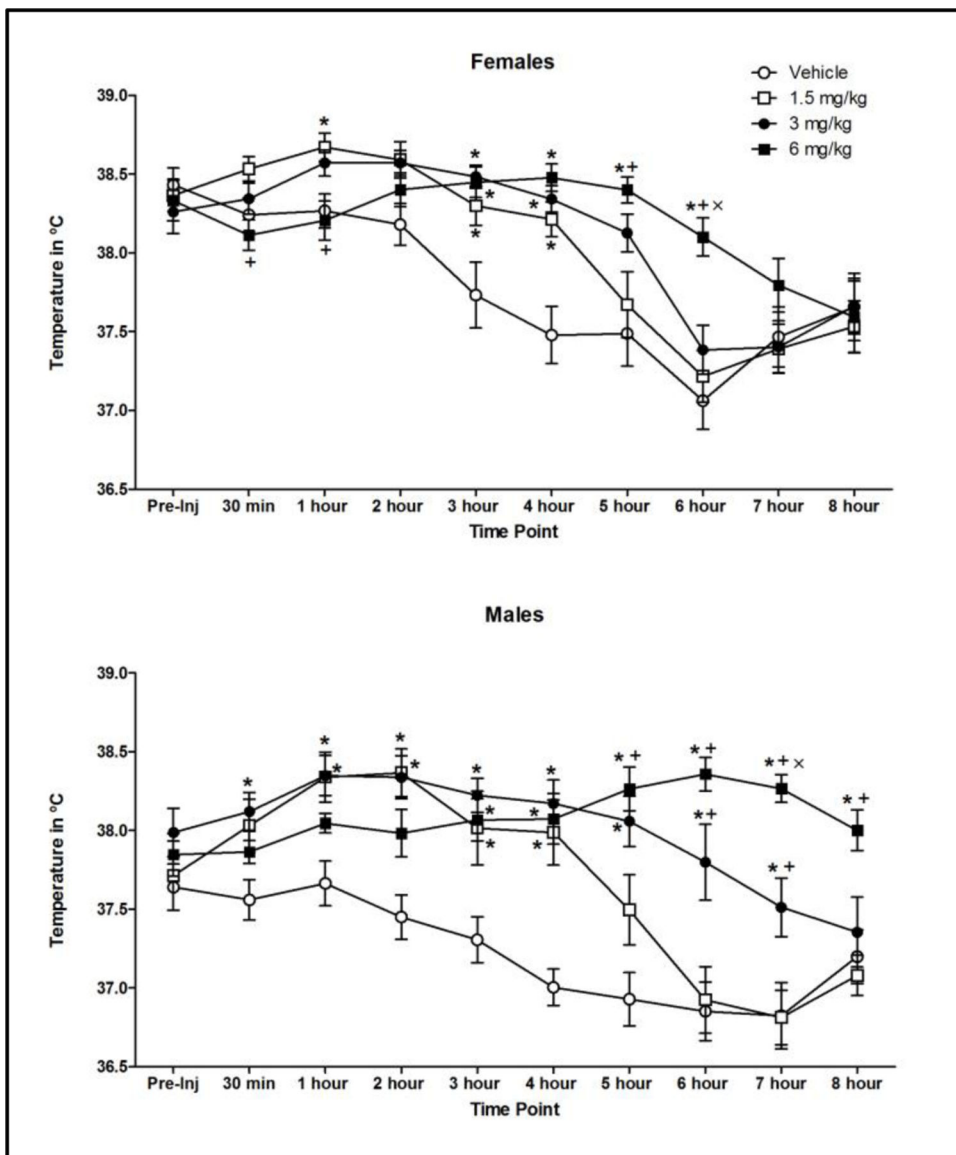 Females
Vehicle
1.5 mg/kg
3 mg/kg
6 mg/kg
Temperature in °C
39.0
38.5
38.0
37.5
37.0
36.5
*
* * *+
* *
*+×
+ + * *
Pre-Inj 30 min 1 hour 2 hour 3 hour 4 hour 5 hour 6 hour 7 hour 8 hour
Time Point
Males
Temperature in °C
39.0
38.5
38.0
37.5
37.0
36.5
* * * * *+ *+ *+×
* * *
* * * *+ *+
* *
*+
Pre-Inj 30 min 1 hour 2 hour 3 hour 4 hour 5 hour 6 hour 7 hour 8 hour
Time Point